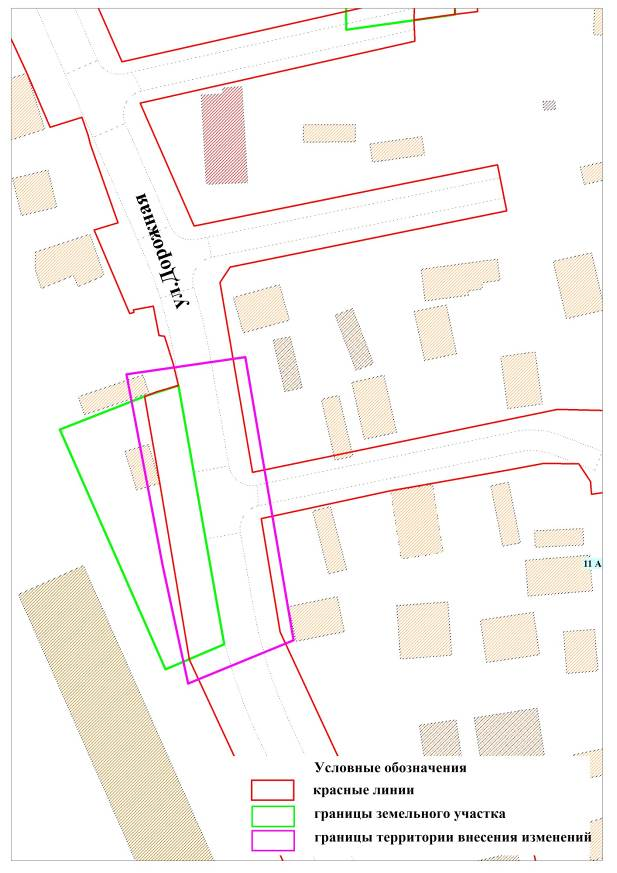 ул.Дорожная
11 А
Условные обозначения
красные линии
границы земельного участка
границы территории внесения изменений